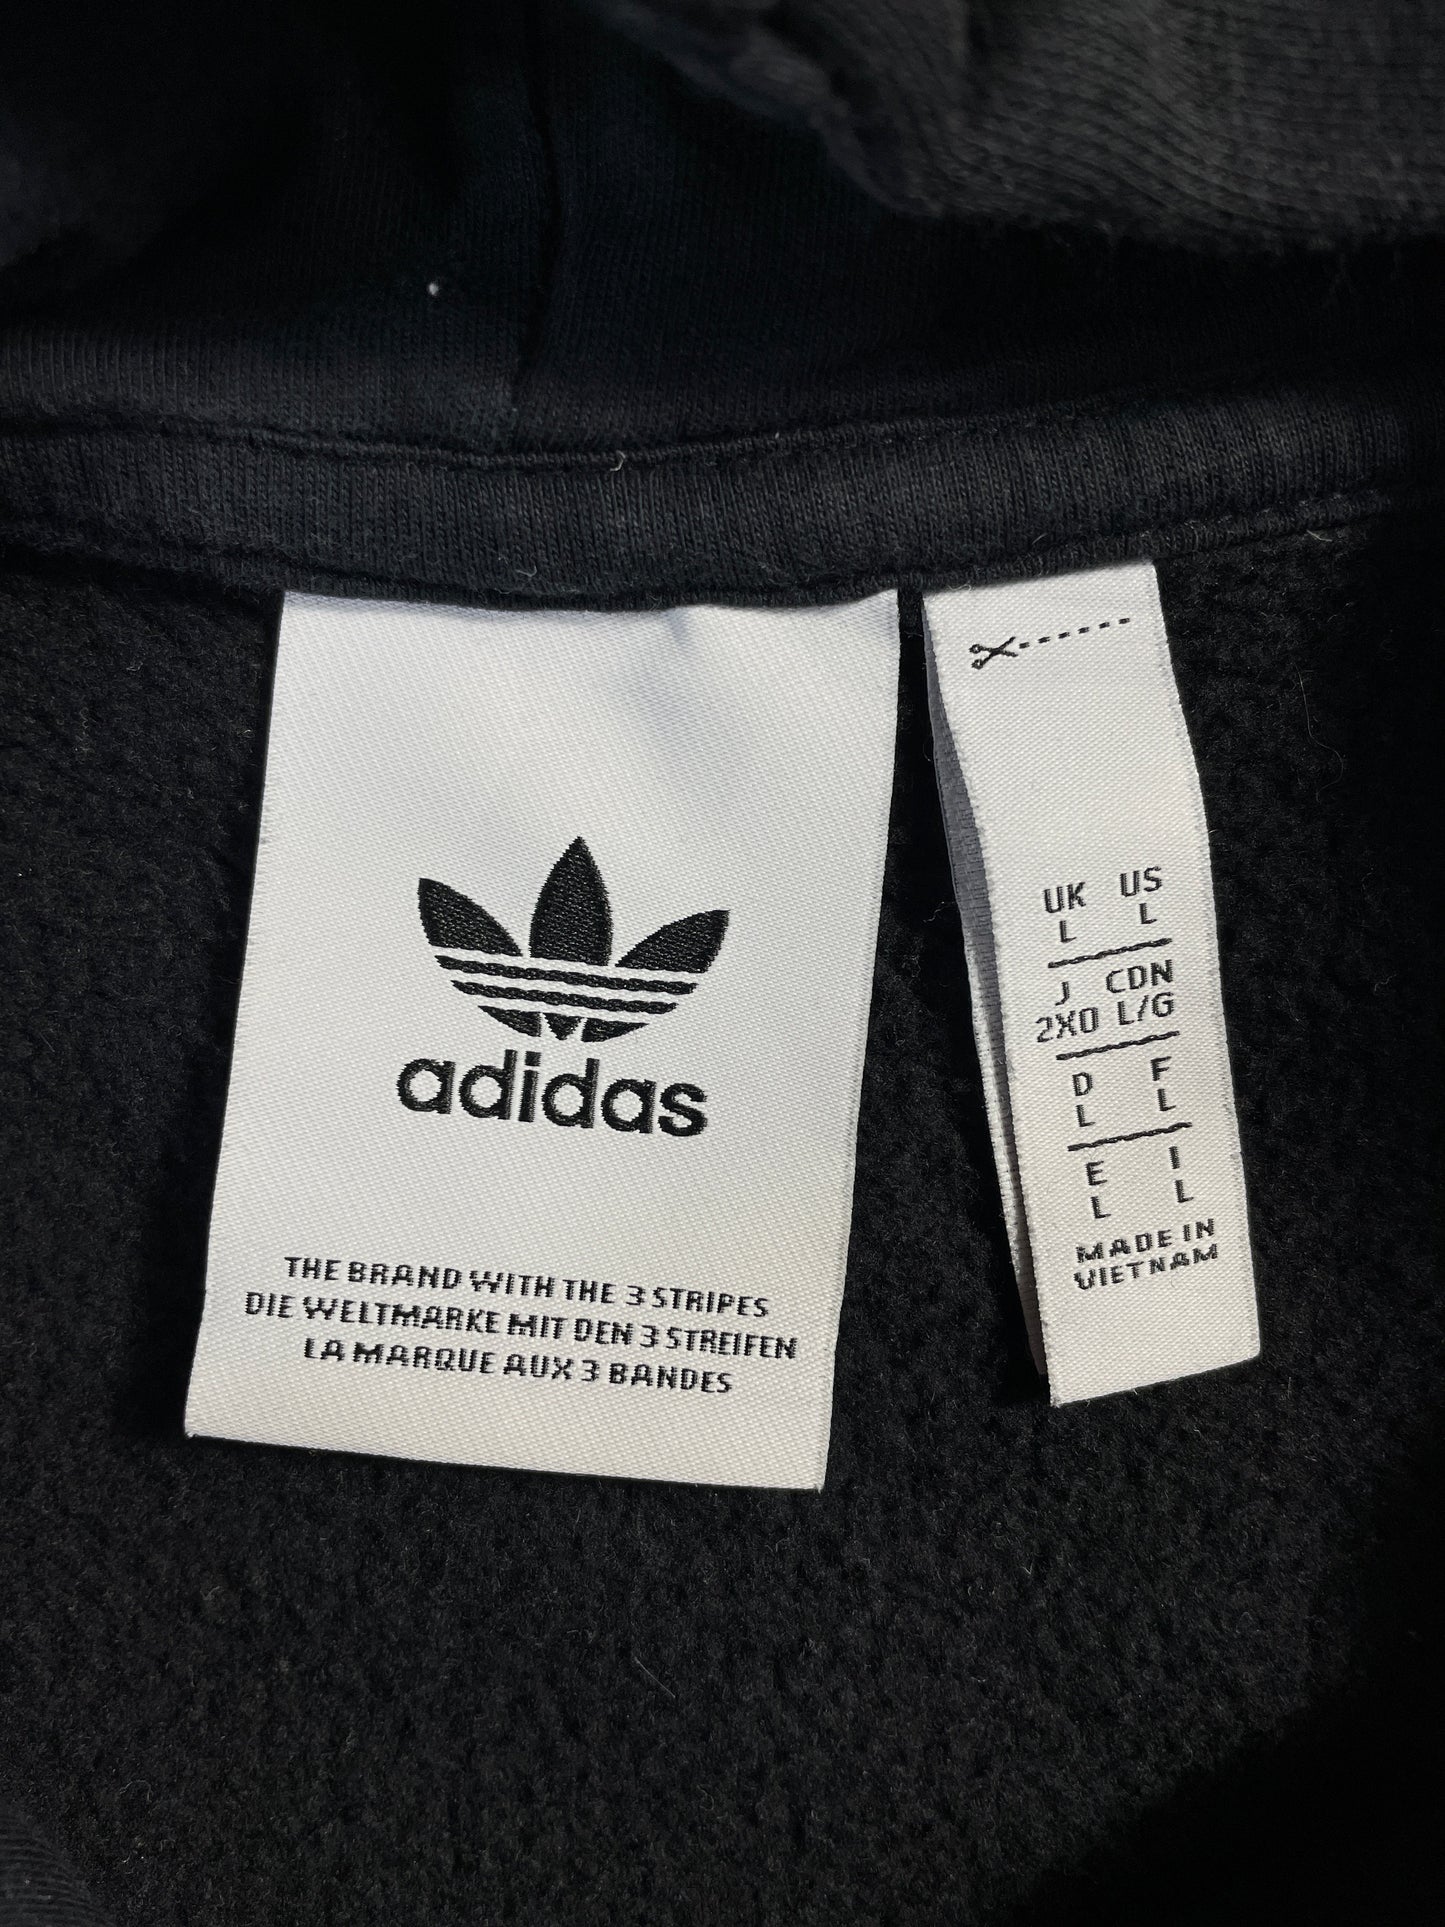 adidas
THE BRAND WITH THE 3 STRIPES
DIE WELTMARKE MIT DEN 3 STREIFEN
LA MARQUE AUX 3 BANDES
UK US
L L
J CDN
2XO L/G
D F
L L
E I
L L
MADE IN
VIETNAM